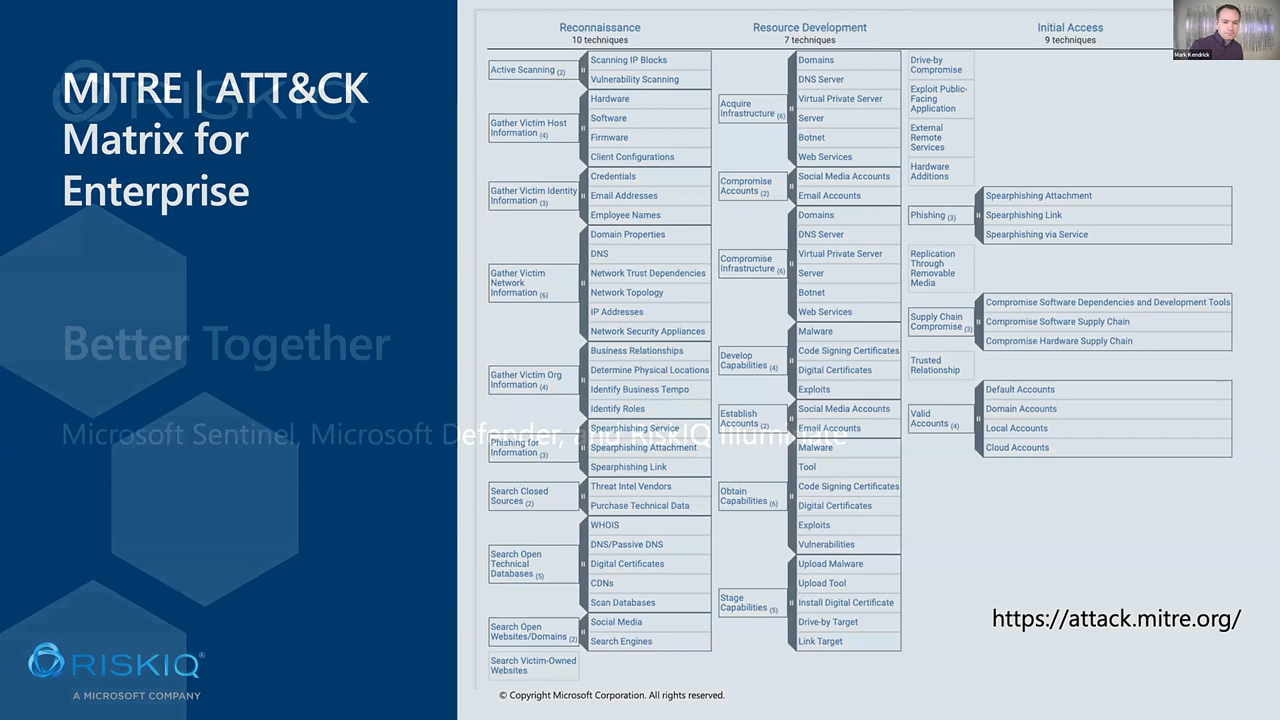 MITRE | ATT&CK
Matrix for
Enterprise
RISKIQ
Better Together
Microsoft Sentinel, Microsoft Defender, and RiskIQ Illuminate
RISKIQ®
A MICROSOFT COMPANY
Reconnaissance
10 techniques
Active Scanning (2)
Scanning IP Blocks
Vulnerability Scanning
Gather Victim Host
Information (4)
Hardware
Software
Firmware
Client Configurations
Gather Victim Identity
Information (3)
Credentials
Email Addresses
Employee Names
Gather Victim
Network
Information (6)
Domain Properties
DNS
Network Trust Dependencies
Network Topology
IP Addresses
Network Security Appliances
Gather Victim Org
Information (4)
Business Relationships
Determine Physical Locations
Identify Business Tempo
Identify Roles
Phishing for
Information (3)
Spearphishing Service
Spearphishing Attachment
Spearphishing Link
Search Closed
Sources (2)
Threat Intel Vendors
Purchase Technical Data
Search Open
Technical
Databases (5)
WHOIS
DNS/Passive DNS
Digital Certificates
CDNs
Scan Databases
Search Open
Websites/Domains (2)
Social Media
Search Engines
Search Victim-Owned
Websites
Resource Development
7 techniques
Acquire
Infrastructure (6)
Domains
DNS Server
Virtual Private Server
Server
Botnet
Web Services
Compromise
Accounts (2)
Social Media Accounts
Email Accounts
Compromise
Infrastructure (6)
Domains
DNS Server
Virtual Private Server
Server
Botnet
Web Services
Develop
Capabilities (4)
Malware
Code Signing Certificates
Digital Certificates
Exploits
Establish
Accounts (2)
Social Media Accounts
Email Accounts
Obtain
Capabilities (6)
Malware
Tool
Code Signing Certificates
Digital Certificates
Exploits
Vulnerabilities
Stage
Capabilities (5)
Upload Malware
Upload Tool
Install Digital Certificate
Drive-by Target
Link Target
Initial Access
9 techniques
Drive-by
Compromise
Exploit Public-
Facing
Application
External
Remote
Services
Hardware
Additions
Phishing (3)
Spearphishing Attachment
Spearphishing Link
Spearphishing via Service
Replication
Through
Removable
Media
Supply Chain
Compromise (3)
Compromise Software Dependencies and Development Tools
Compromise Software Supply Chain
Compromise Hardware Supply Chain
Trusted
Relationship
Valid
Accounts (4)
Default Accounts
Domain Accounts
Local Accounts
Cloud Accounts
Mark Kendrick
https://attack.mitre.org/
© Copyright Microsoft Corporation. All rights reserved.